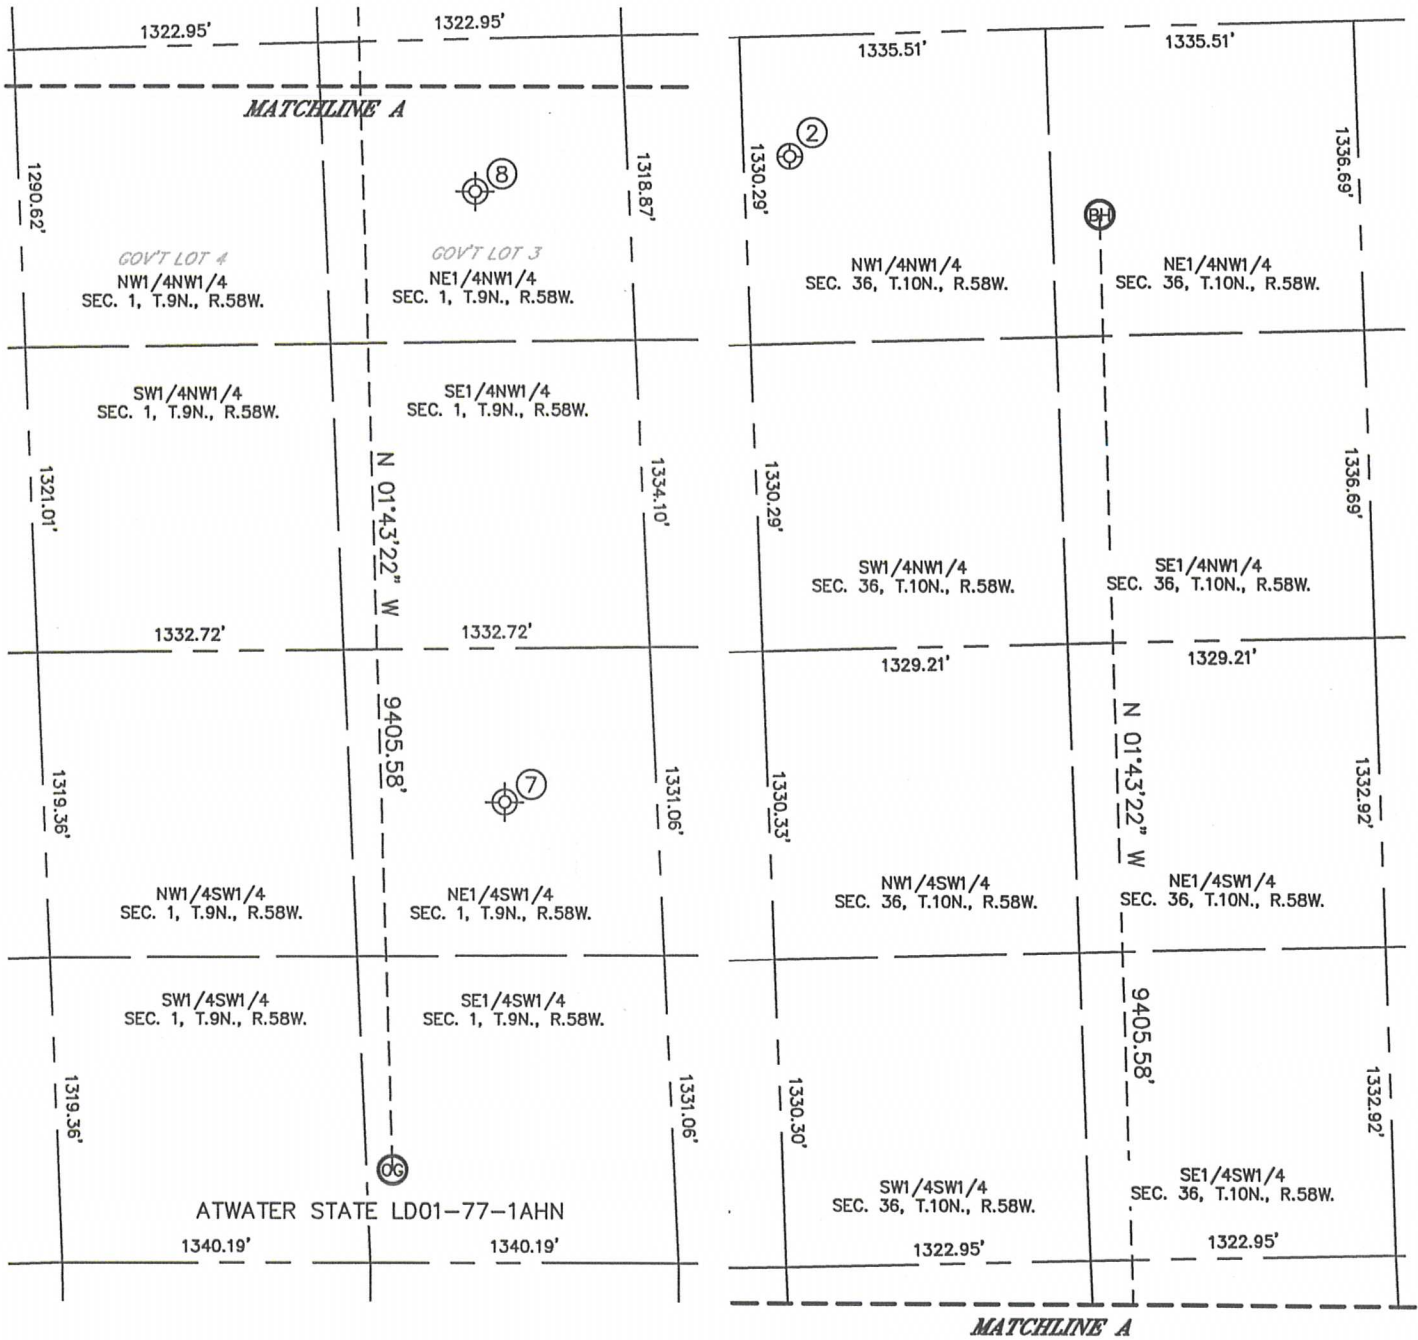 1322.95' 1322.95'
MATCHLINE A
8
1290.62'
1318.87'
GOV'T LOT 4
NW1/4NW1/4
SEC. 1, T.9N., R.58W.
GOV'T LOT 3
NE1/4NW1/4
SEC. 1, T.9N., R.58W.
SW1/4NW1/4
SEC. 1, T.9N., R.58W.
SE1/4NW1/4
SEC. 1, T.9N., R.58W.
1321.01'
N 01°43'22" W
1334.10'
1332.72' 1332.72'
9405.58'
7
1319.36'
1331.06'
NW1/4SW1/4
SEC. 1, T.9N., R.58W.
NE1/4SW1/4
SEC. 1, T.9N., R.58W.
SW1/4SW1/4
SEC. 1, T.9N., R.58W.
SE1/4SW1/4
SEC. 1, T.9N., R.58W.
1319.36'
1331.06'
OG
ATWATER STATE LD01-77-1AHN
1340.19' 1340.19'
1335.51' 1335.51'
2
1330.29'
1336.69'
BH
NW1/4NW1/4
SEC. 36, T.10N., R.58W.
NE1/4NW1/4
SEC. 36, T.10N., R.58W.
1330.29'
1336.69'
SW1/4NW1/4
SEC. 36, T.10N., R.58W.
SE1/4NW1/4
SEC. 36, T.10N., R.58W.
1329.21' 1329.21'
N 01°43'22" W
1330.33'
1332.92'
NW1/4SW1/4
SEC. 36, T.10N., R.58W.
NE1/4SW1/4
SEC. 36, T.10N., R.58W.
9405.58'
1330.30'
1332.92'
SW1/4SW1/4
SEC. 36, T.10N., R.58W.
SE1/4SW1/4
SEC. 36, T.10N., R.58W.
1322.95' 1322.95'
MATCHLINE A